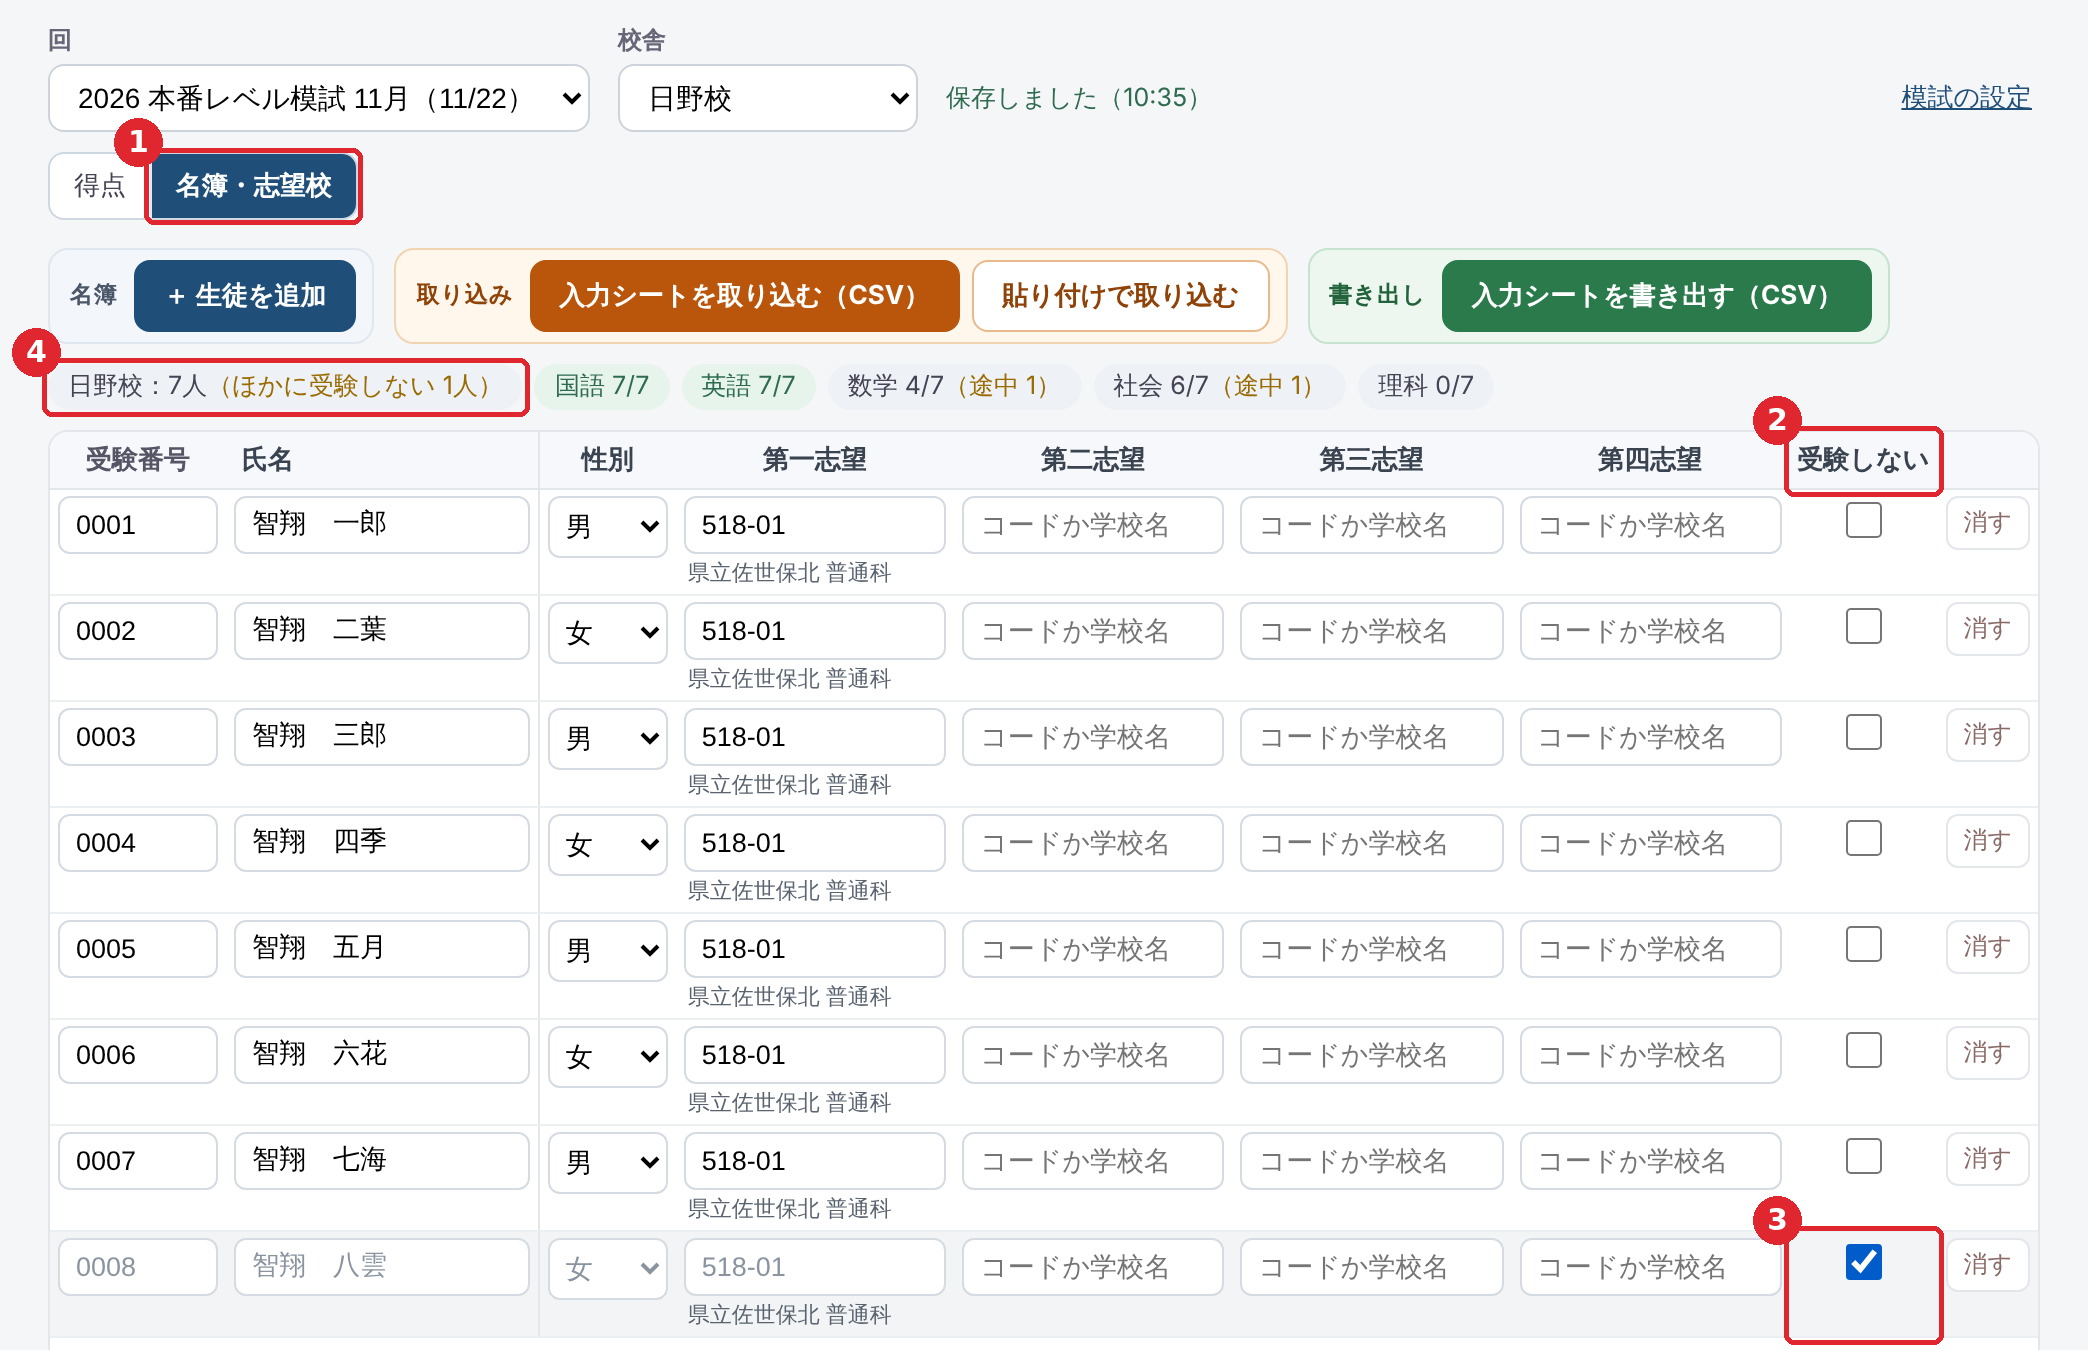 回 校舎
2026 本番レベル模試 11月（11/22） 日野校 保存しました（10:35） 模試の設定
1
得点 名簿・志望校
名簿 ＋ 生徒を追加 取り込み 入力シートを取り込む（CSV） 貼り付けで取り込む 書き出し 入力シートを書き出す（CSV）
4
日野校：7人（ほかに受験しない 1人） 国語 7/7 英語 7/7 数学 4/7（途中 1） 社会 6/7（途中 1） 理科 0/7
2
受験番号 氏名 性別 第一志望 第二志望 第三志望 第四志望 受験しない
0001 智翔　一郎 男 518-01 コードか学校名 コードか学校名 コードか学校名 消す
県立佐世保北 普通科
0002 智翔　二葉 女 518-01 コードか学校名 コードか学校名 コードか学校名 消す
県立佐世保北 普通科
0003 智翔　三郎 男 518-01 コードか学校名 コードか学校名 コードか学校名 消す
県立佐世保北 普通科
0004 智翔　四季 女 518-01 コードか学校名 コードか学校名 コードか学校名 消す
県立佐世保北 普通科
0005 智翔　五月 男 518-01 コードか学校名 コードか学校名 コードか学校名 消す
県立佐世保北 普通科
0006 智翔　六花 女 518-01 コードか学校名 コードか学校名 コードか学校名 消す
県立佐世保北 普通科
0007 智翔　七海 男 518-01 コードか学校名 コードか学校名 コードか学校名 消す
県立佐世保北 普通科
3
0008 智翔　八雲 女 518-01 コードか学校名 コードか学校名 コードか学校名 消す
県立佐世保北 普通科